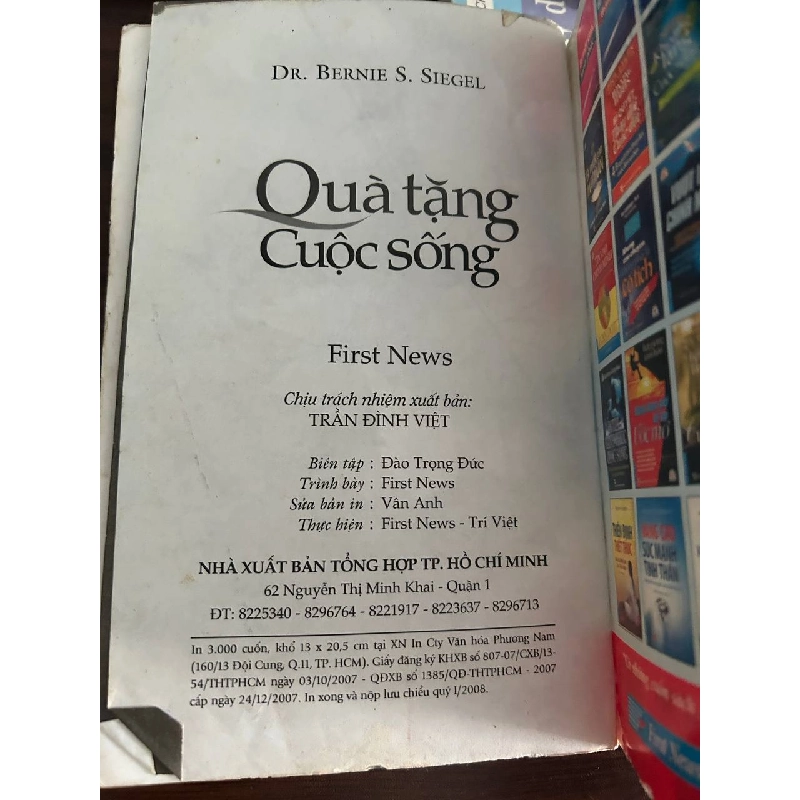 DR. BERNIE S. SIEGEL
Quà tặng
Cuộc sống
First News
Chịu trách nhiệm xuất bản:
TRẦN ĐÌNH VIỆT
Biên tập : Đào Trọng Đức
Trình bày : First News
Sửa bản in : Vân Anh
Thực hiện : First News - Trí Việt
NHÀ XUẤT BẢN TỔNG HỢP TP. HỒ CHÍ MINH
62 Nguyễn Thị Minh Khai - Quận 1
ĐT: 8225340 - 8296764 - 8221917 - 8223637 - 8296713
In 3.000 cuốn, khổ 13 x 20,5 cm tại XN In Cty Văn hóa Phương Nam
(160/13 Đội Cung, Q.11, TP. HCM). Giấy đăng ký KHXB số 807-07/CXB/13-
54/THTPHCM ngày 03/10/2007 - QĐXB số 1385/QĐ-THTPHCM - 2007
cấp ngày 24/12/2007. In xong và nộp lưu chiểu quý I/2008.
SỨC MẠNH
TINH THẦN
First News